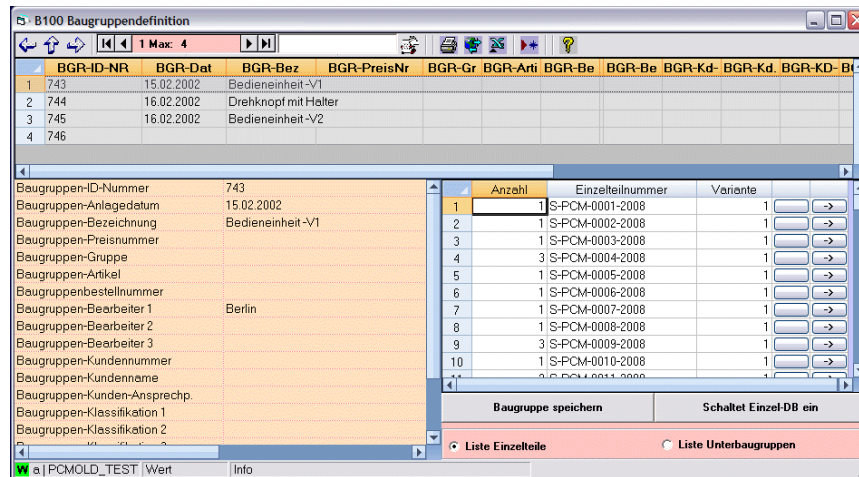 B100 Baugruppendefinition
1 Max: 4
BGR-ID-NR BGR-Dat BGR-Bez BGR-PreisNr BGR-Gr BGR-Arti BGR-Be BGR-Be BGR-Kd- BGR-Kd. BGR-KD-
1 743 15.02.2002 Bedieneinheit-V1
2 744 16.02.2002 Drehknopf mit Halter
3 745 16.02.2002 Bedieneinheit-V2
4 746
Baugruppen-ID-Nummer 743
Baugruppen-Anlagedatum 15.02.2002
Baugruppen-Bezeichnung Bedieneinheit-V1
Baugruppen-Preisnummer
Baugruppen-Gruppe
Baugruppen-Artikel
Baugruppenbestellnummer
Baugruppen-Bearbeiter 1 Berlin
Baugruppen-Bearbeiter 2
Baugruppen-Bearbeiter 3
Baugruppen-Kundennummer
Baugruppen-Kundenname
Baugruppen-Kunden-Ansprechp.
Baugruppen-Klassifikation 1
Baugruppen-Klassifikation 2
Anzahl Einzelteilnummer Variante
1 1 S-PCM-0001-2008 1 ->
2 1 S-PCM-0002-2008 1 ->
3 1 S-PCM-0003-2008 1 ->
4 3 S-PCM-0004-2008 1 ->
5 1 S-PCM-0005-2008 1 ->
6 1 S-PCM-0006-2008 1 ->
7 1 S-PCM-0007-2008 1 ->
8 1 S-PCM-0008-2008 1 ->
9 3 S-PCM-0009-2008 1 ->
10 1 S-PCM-0010-2008 1 ->
Baugruppe speichern Schaltet Einzel-DB ein
Liste Einzelteile Liste Unterbaugruppen
W a | PCMOLD_TEST Wert Info